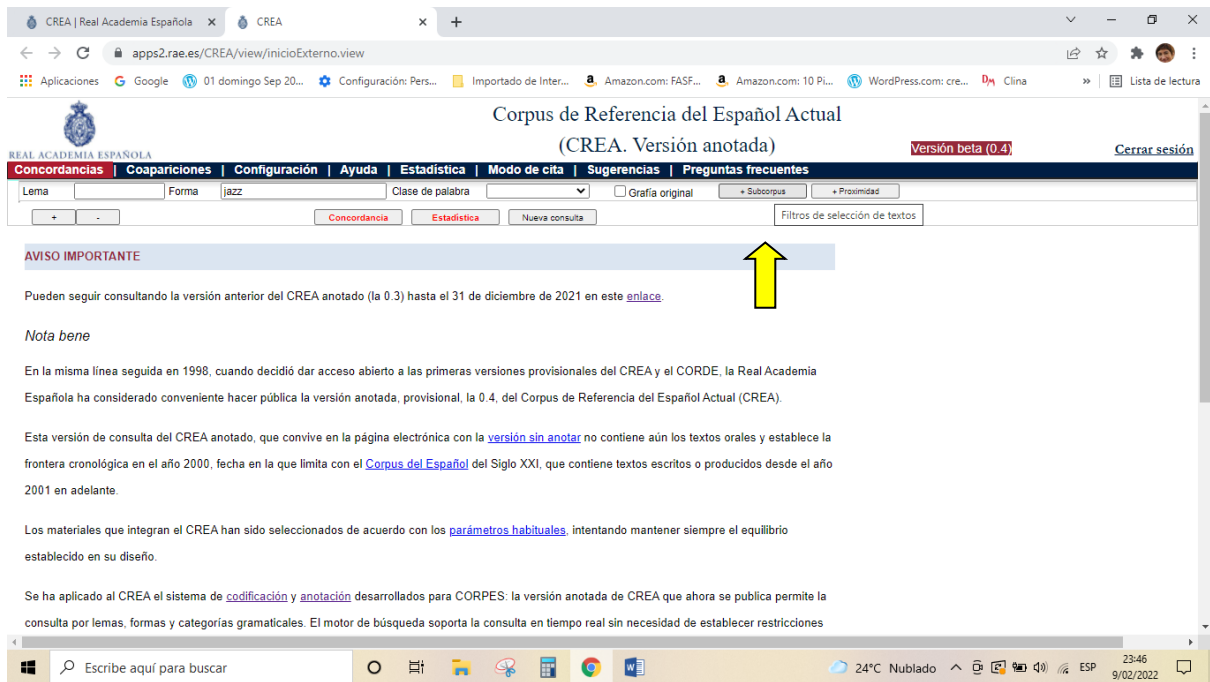 CREA | Real Academia Española
CREA
apps2.rae.es/CREA/view/inicioExterno.view
Aplicaciones
Google
01 domingo Sep 20...
Configuración: Pers...
Importado de Inter...
Amazon.com: FASF...
Amazon.com: 10 Pi...
WordPress.com: cre...
Clina
»
Lista de lectura
REAL ACADEMIA ESPAÑOLA
Corpus de Referencia del Español Actual
(CREA. Versión anotada)
Versión beta (0.4)
Cerrar sesión
Concordancias | Coapariciones | Configuración | Ayuda | Estadística | Modo de cita | Sugerencias | Preguntas frecuentes
Lema Forma jazz Clase de palabra Grafía original + Subcorpus + Proximidad
+ - Concordancia Estadística Nueva consulta
Filtros de selección de textos
AVISO IMPORTANTE
Pueden seguir consultando la versión anterior del CREA anotado (la 0.3) hasta el 31 de diciembre de 2021 en este enlace.
Nota bene
En la misma línea seguida en 1998, cuando decidió dar acceso abierto a las primeras versiones provisionales del CREA y el CORDE, la Real Academia
Española ha considerado conveniente hacer pública la versión anotada, provisional, la 0.4, del Corpus de Referencia del Español Actual (CREA).
Esta versión de consulta del CREA anotado, que convive en la página electrónica con la versión sin anotar no contiene aún los textos orales y establece la
frontera cronológica en el año 2000, fecha en la que limita con el Corpus del Español del Siglo XXI, que contiene textos escritos o producidos desde el año
2001 en adelante.
Los materiales que integran el CREA han sido seleccionados de acuerdo con los parámetros habituales, intentando mantener siempre el equilibrio
establecido en su diseño.
Se ha aplicado al CREA el sistema de codificación y anotación desarrollados para CORPES: la versión anotada de CREA que ahora se publica permite la
consulta por lemas, formas y categorías gramaticales. El motor de búsqueda soporta la consulta en tiempo real sin necesidad de establecer restricciones
Escribe aquí para buscar
24°C Nublado
ESP
23:46
9/02/2022